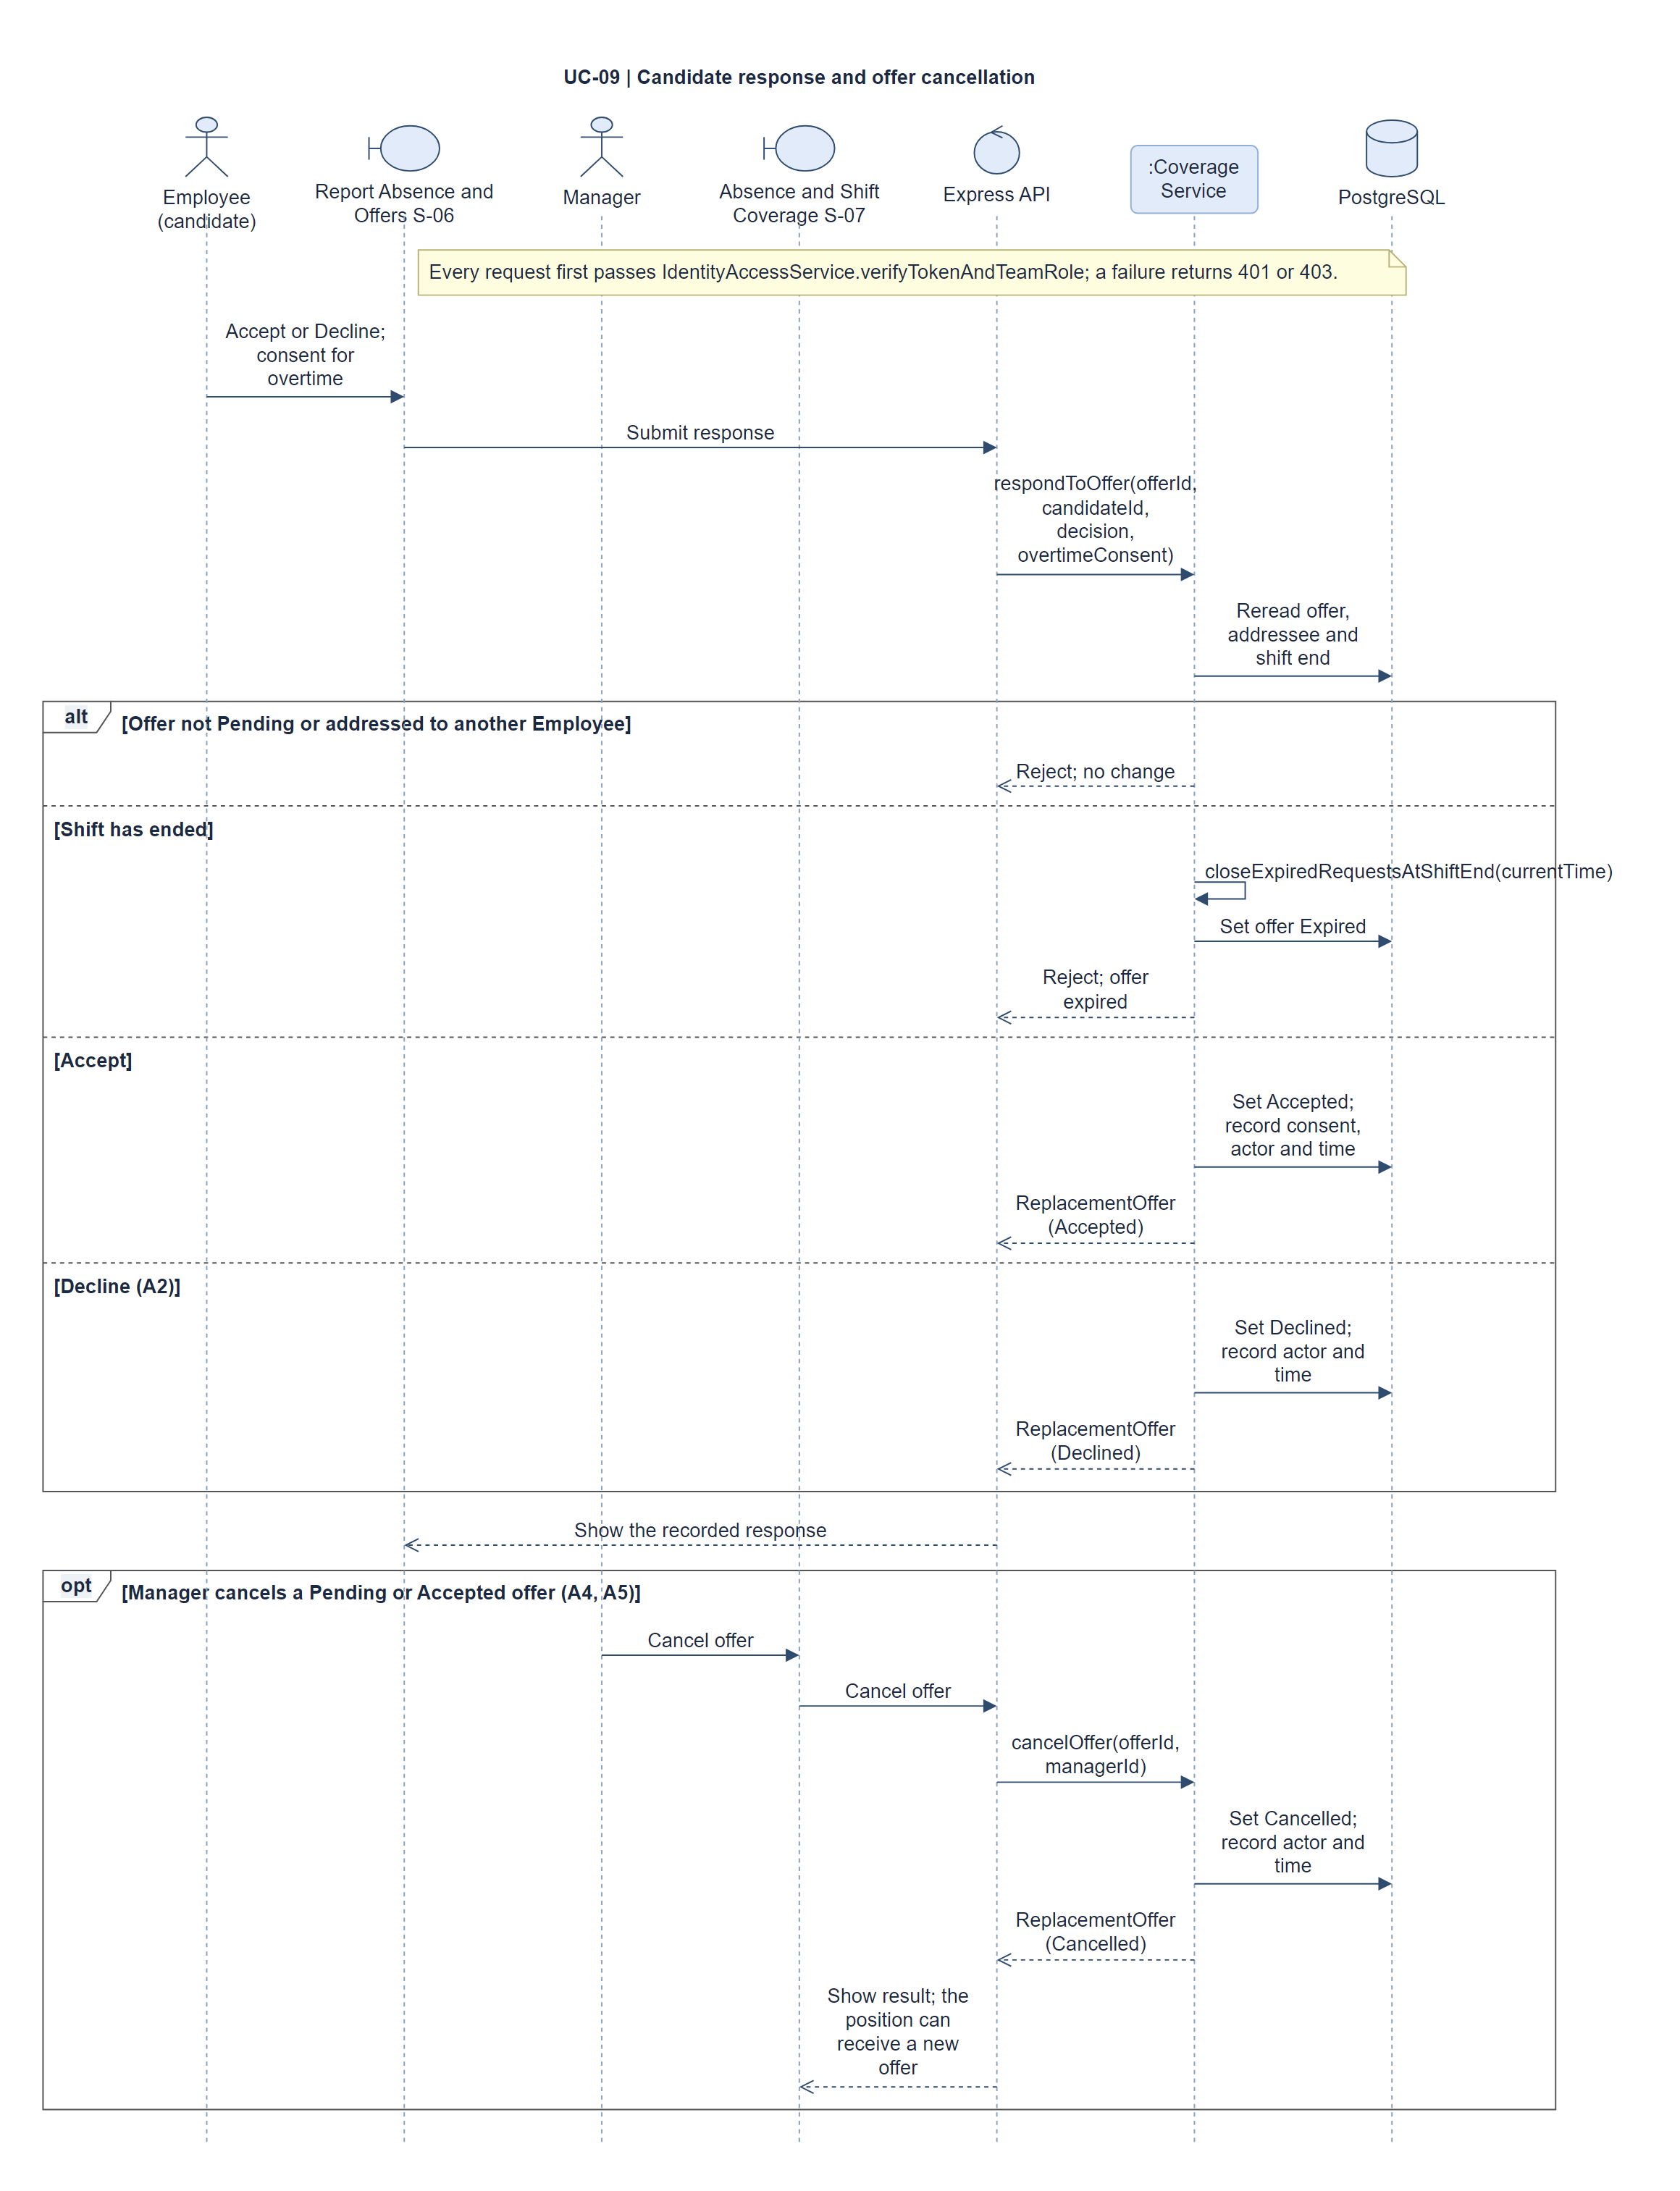 UC-09 | Candidate response and offer cancellation
Employee
(candidate)
Report Absence and
Offers S-06
Manager
Absence and Shift
Coverage S-07
Express API
:Coverage
Service
PostgreSQL
Every request first passes IdentityAccessService.verifyTokenAndTeamRole; a failure returns 401 or 403.
Accept or Decline;
consent for
overtime
Submit response
respondToOffer(offerId,
candidateId,
decision,
overtimeConsent)
Reread offer,
addressee and
shift end
alt
[Offer not Pending or addressed to another Employee]
Reject; no change
[Shift has ended]
closeExpiredRequestsAtShiftEnd(currentTime)
Set offer Expired
Reject; offer
expired
[Accept]
Set Accepted;
record consent,
actor and time
ReplacementOffer
(Accepted)
[Decline (A2)]
Set Declined;
record actor and
time
ReplacementOffer
(Declined)
Show the recorded response
opt
[Manager cancels a Pending or Accepted offer (A4, A5)]
Cancel offer
Cancel offer
cancelOffer(offerId,
managerId)
Set Cancelled;
record actor and
time
ReplacementOffer
(Cancelled)
Show result; the
position can
receive a new
offer